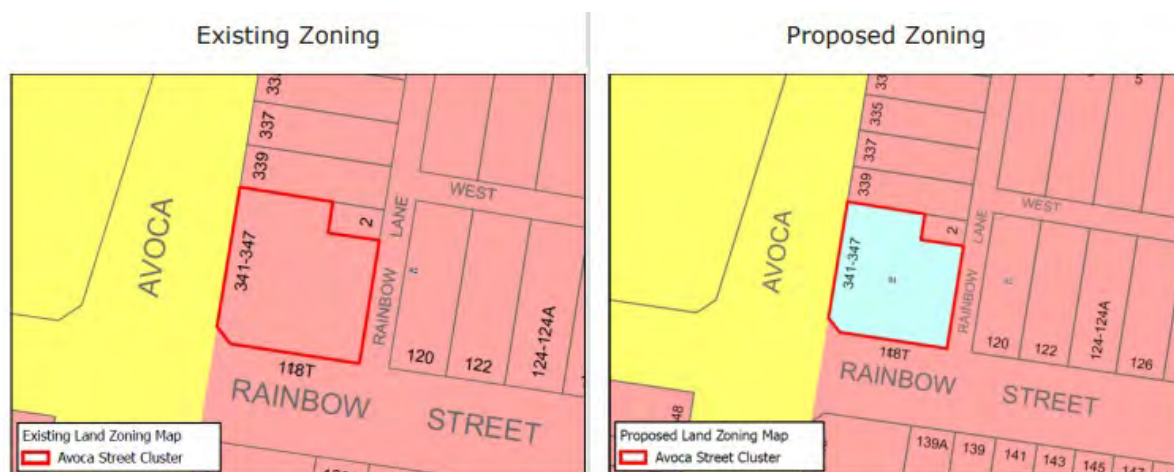 Existing Zoning
33
337
339
WEST
2
LANE
AVOCA
341-347
RAINBOW
120
122
124-124A
118T
RAINBOW
STREET
Existing Land Zoning Map
Avoca Street Cluster
Proposed Zoning
33
335
337
339
5
WEST
2
LANE
AVOCA
341-347
RAINBOW
120
122
124-124A
126
118T
RAINBOW
STREET
48
139A
139
141
143
145
147
Proposed Land Zoning Map
Avoca Street Cluster